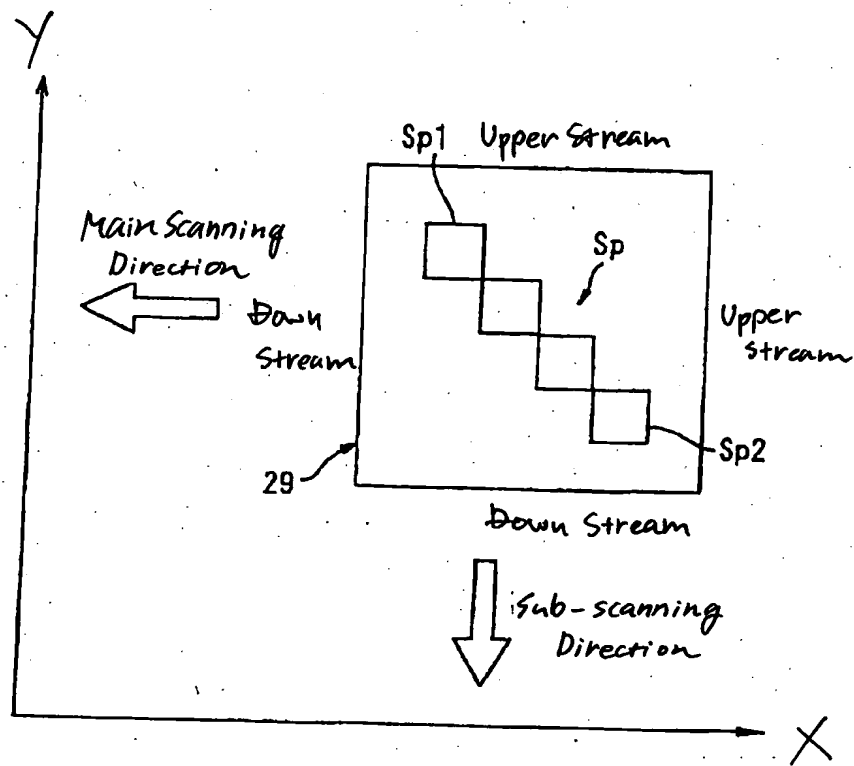 Y
Sp1 Upper Stream
Main Scanning
Direction
Sp
Down
Stream
Upper
Stream
Sp2
29
Down Stream
Sub-scanning
Direction
X